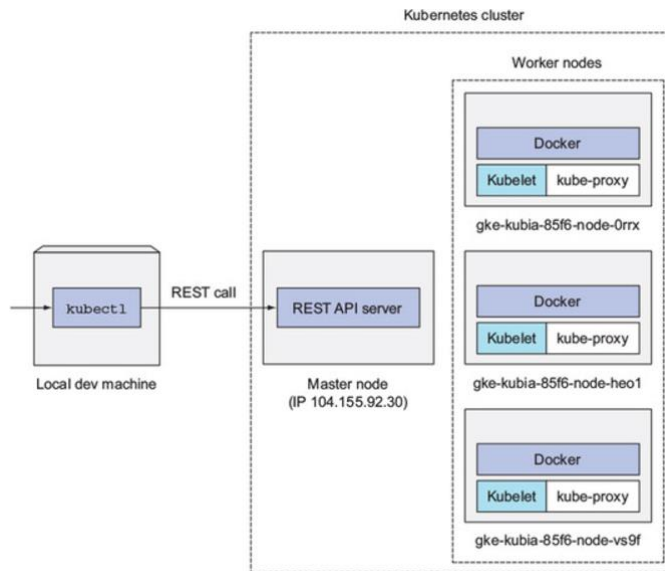 Kubernetes cluster
Worker nodes
Docker
Kubelet
kube-proxy
gke-kubia-85f6-node-0rrx
kubectl
Local dev machine
REST call
REST API server
Master node
(IP 104.155.92.30)
Docker
Kubelet
kube-proxy
gke-kubia-85f6-node-heo1
Docker
Kubelet
kube-proxy
gke-kubia-85f6-node-vs9f